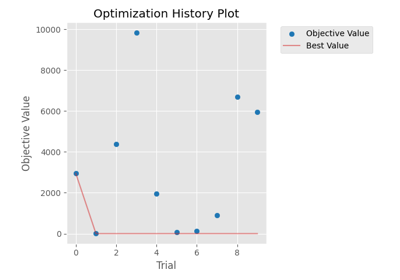 Optimization History Plot
10000
8000
6000
4000
2000
0
Objective Value
0 2 4 6 8
Trial
Objective Value
Best Value